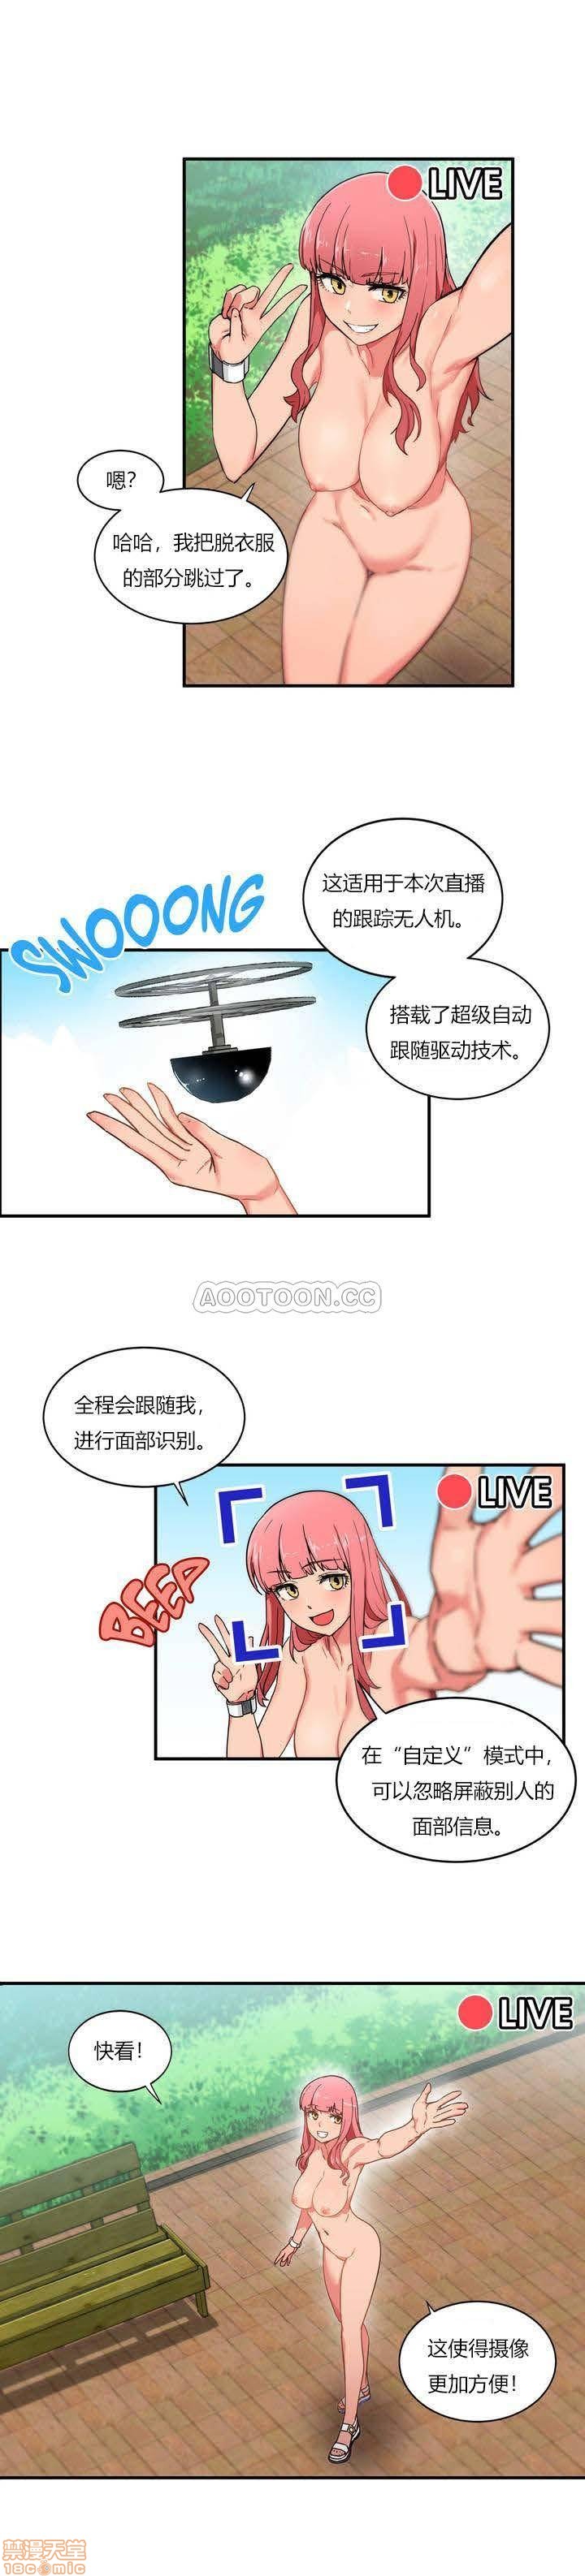 LIVE
嗯？
哈哈，我把脱衣服
的部分跳过了。
这适用于本次直播
的跟踪无人机。
SWOOONG
搭载了超级自动
跟随驱动技术。
AOOTOON.CC
全程会跟随我，
进行面部识别。
LIVE
BEEP
在“自定义”模式中，
可以忽略屏蔽别人的
面部信息。
LIVE
快看！
这使得摄像
更加方便！
禁漫天堂
18comic